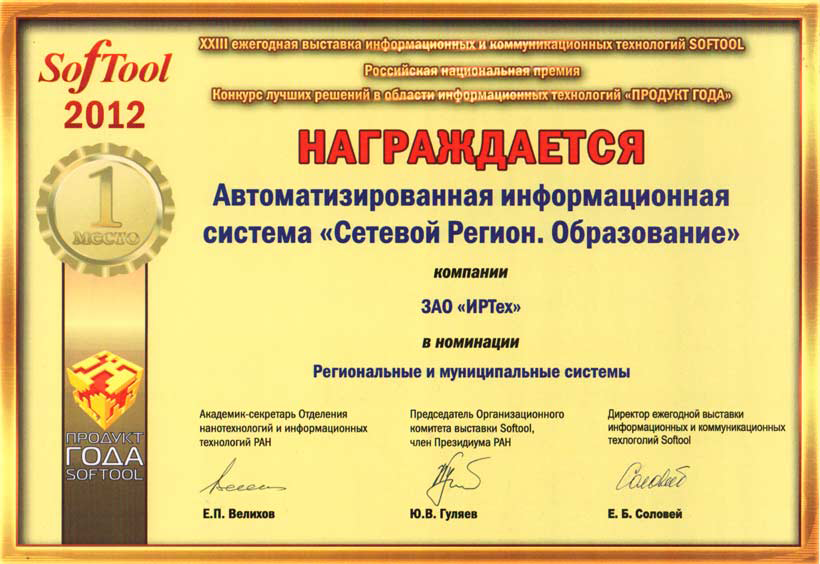 SofTool
2012
XXIII ежегодная выставка информационных и коммуникационных технологий SOFTOOL
Российская национальная премия
Конкурс лучших решений в области информационных технологий «ПРОДУКТ ГОДА»
НАГРАЖДАЕТСЯ
1
МЕСТО
Автоматизированная информационная
система «Сетевой Регион. Образование»
компании
ЗАО «ИРТех»
в номинации
Региональные и муниципальные системы
ПРОДУКТ
ГОДА
SOFTOOL
Академик-секретарь Отделения
нанотехнологий и информационных
технологий РАН
Е.П. Велихов
Председатель Организационного
комитета выставки Softool,
член Президиума РАН
Ю.В. Гуляев
Директор ежегодной выставки
информационных и коммуникационных
техпоголий Softool
Соловей
Е. Б. Соловей